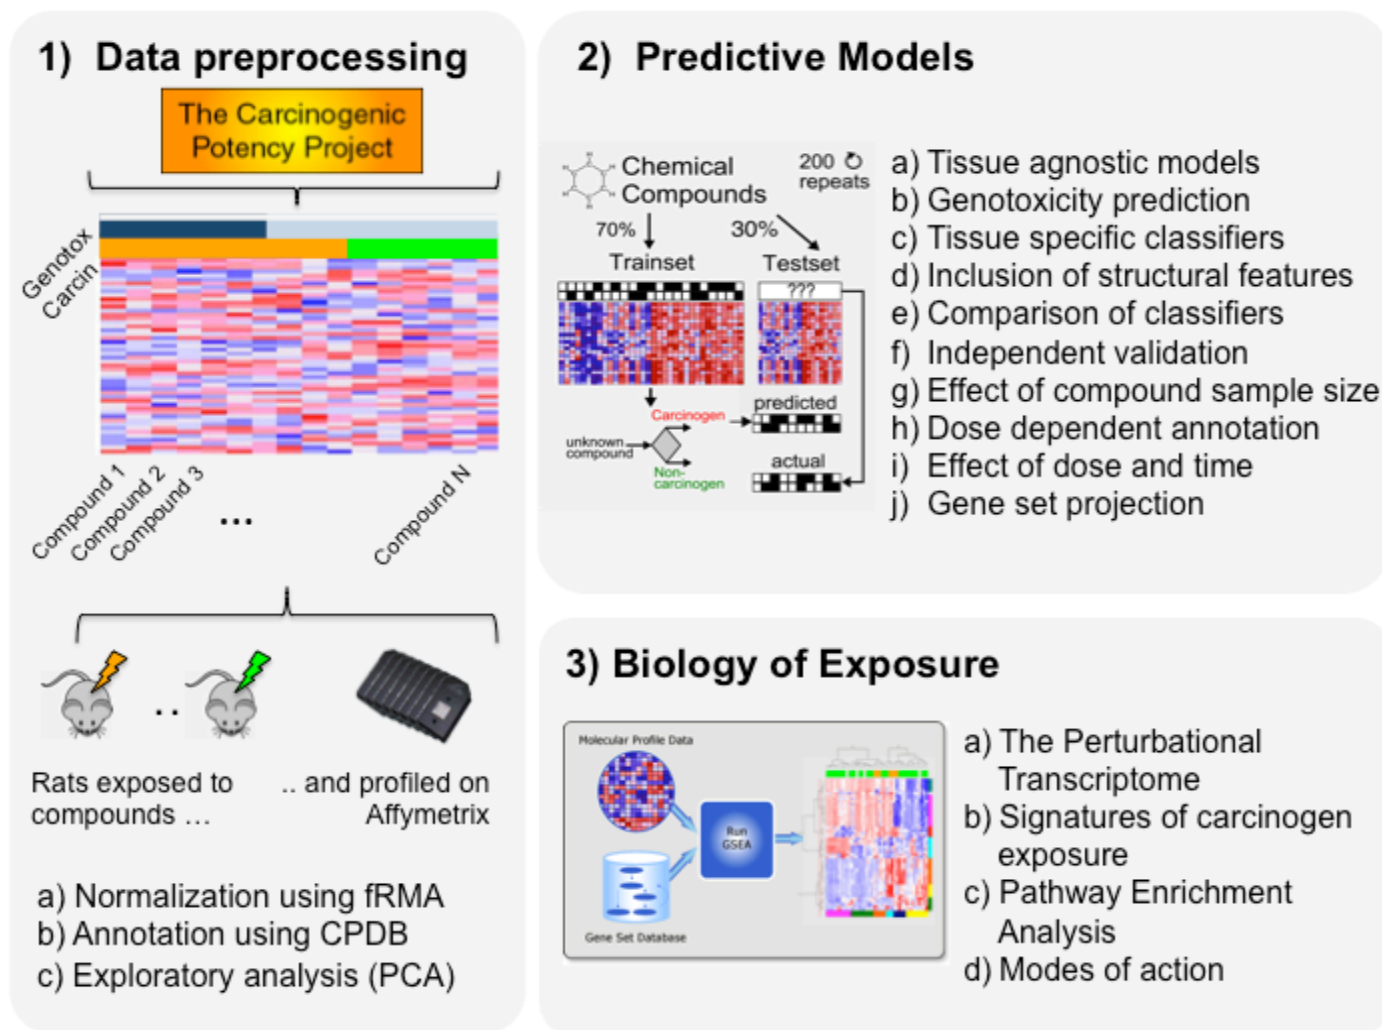 1) Data preprocessing
The Carcinogenic
Potency Project
Genotox
Carcin
Compound 1
Compound 2
Compound 3
...
Compound N
..
Rats exposed to
compounds ...
.. and profiled on
Affymetrix
a) Normalization using fRMA
b) Annotation using CPDB
c) Exploratory analysis (PCA)
2) Predictive Models
Chemical
Compounds
200
repeats
70%
30%
Trainset
Testset
???
Carcinogen
predicted
unknown
compound
Non-
carcinogen
actual
a) Tissue agnostic models
b) Genotoxicity prediction
c) Tissue specific classifiers
d) Inclusion of structural features
e) Comparison of classifiers
f) Independent validation
g) Effect of compound sample size
h) Dose dependent annotation
i) Effect of dose and time
j) Gene set projection
3) Biology of Exposure
Molecular Profile Data
Run
GSEA
Gene Set Database
a) The Perturbational
Transcriptome
b) Signatures of carcinogen
exposure
c) Pathway Enrichment
Analysis
d) Modes of action